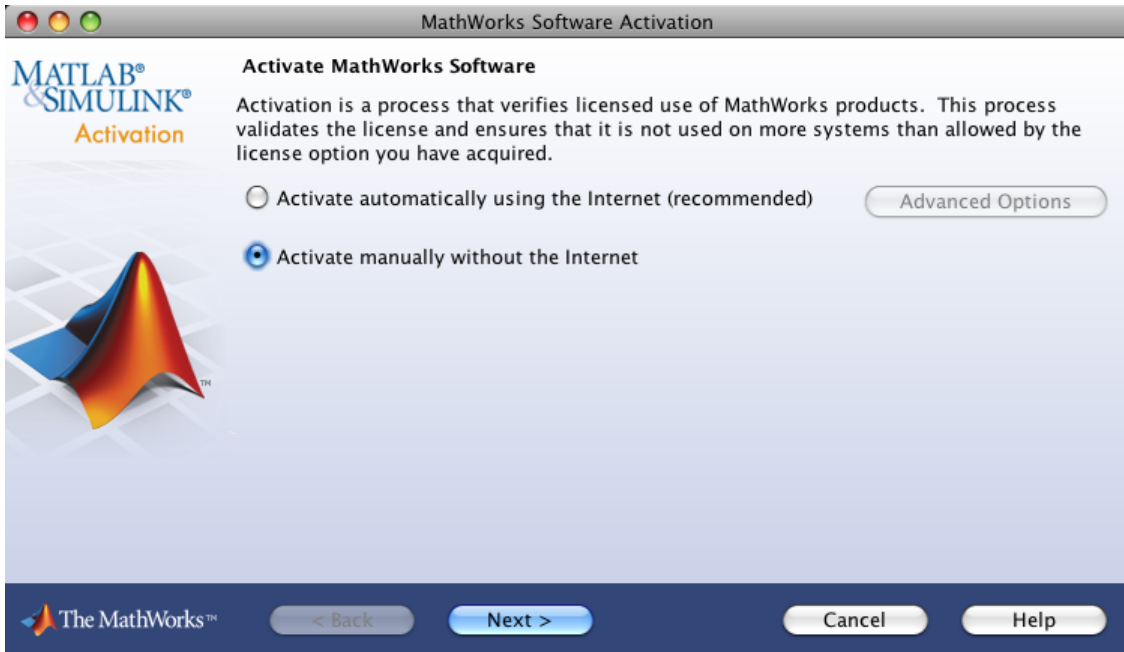 MathWorks Software Activation
MATLAB®
&SIMULINK®
Activation
Activate MathWorks Software
Activation is a process that verifies licensed use of MathWorks products. This process
validates the license and ensures that it is not used on more systems than allowed by the
license option you have acquired.
Activate automatically using the Internet (recommended)
Advanced Options
Activate manually without the Internet
TM
The MathWorks™
< Back
Next >
Cancel
Help